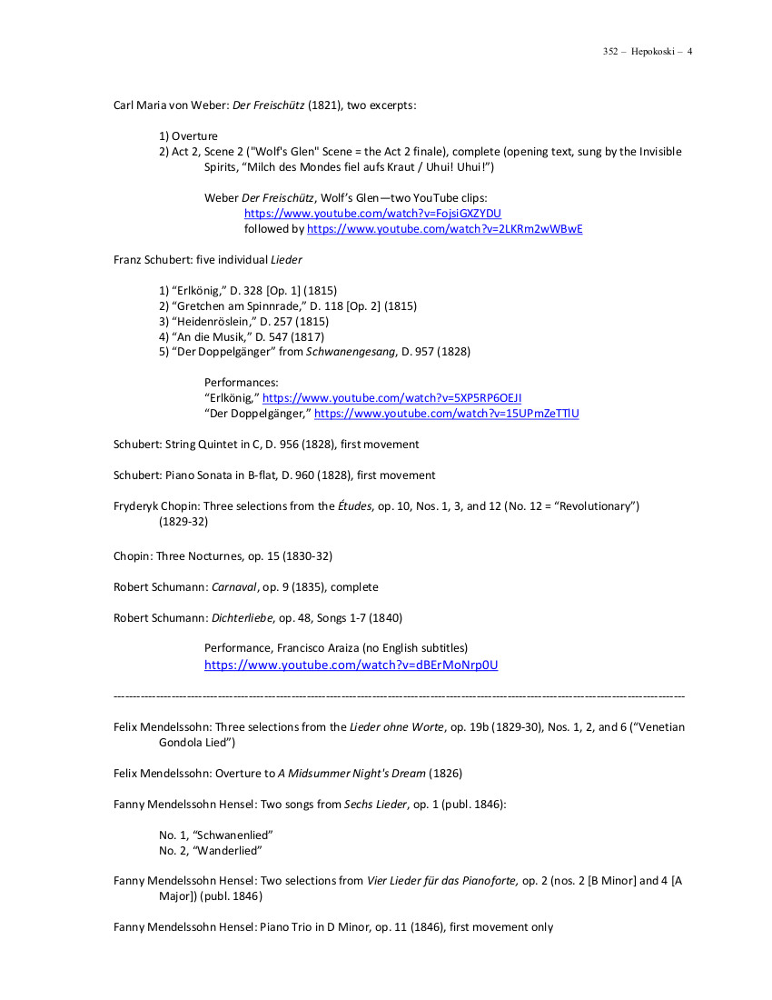 352 – Hepokoski – 4
Carl Maria von Weber: Der Freischütz (1821), two excerpts:
1) Overture
2) Act 2, Scene 2 ("Wolf's Glen" Scene = the Act 2 finale), complete (opening text, sung by the Invisible
Spirits, “Milch des Mondes fiel aufs Kraut / Uhui! Uhui!”)
Weber Der Freischütz, Wolf’s Glen—two YouTube clips:
https://www.youtube.com/watch?v=FojsiGXZYDU
followed by https://www.youtube.com/watch?v=2LKRm2wWBwE
Franz Schubert: five individual Lieder
1) “Erlkönig,” D. 328 [Op. 1] (1815)
2) “Gretchen am Spinnrade,” D. 118 [Op. 2] (1815)
3) “Heidenröslein,” D. 257 (1815)
4) “An die Musik,” D. 547 (1817)
5) “Der Doppelgänger” from Schwanengesang, D. 957 (1828)
Performances:
“Erlkönig,” https://www.youtube.com/watch?v=5XP5RP6OEJI
“Der Doppelgänger,” https://www.youtube.com/watch?v=15UPmZeTTlU
Schubert: String Quintet in C, D. 956 (1828), first movement
Schubert: Piano Sonata in B-flat, D. 960 (1828), first movement
Fryderyk Chopin: Three selections from the Études, op. 10, Nos. 1, 3, and 12 (No. 12 = “Revolutionary”)
(1829-32)
Chopin: Three Nocturnes, op. 15 (1830-32)
Robert Schumann: Carnaval, op. 9 (1835), complete
Robert Schumann: Dichterliebe, op. 48, Songs 1-7 (1840)
Performance, Francisco Araiza (no English subtitles)
https://www.youtube.com/watch?v=dBErMoNrp0U
Felix Mendelssohn: Three selections from the Lieder ohne Worte, op. 19b (1829-30), Nos. 1, 2, and 6 (“Venetian
Gondola Lied”)
Felix Mendelssohn: Overture to A Midsummer Night's Dream (1826)
Fanny Mendelssohn Hensel: Two songs from Sechs Lieder, op. 1 (publ. 1846):
No. 1, “Schwanenlied”
No. 2, “Wanderlied”
Fanny Mendelssohn Hensel: Two selections from Vier Lieder für das Pianoforte, op. 2 (nos. 2 [B Minor] and 4 [A
Major]) (publ. 1846)
Fanny Mendelssohn Hensel: Piano Trio in D Minor, op. 11 (1846), first movement only